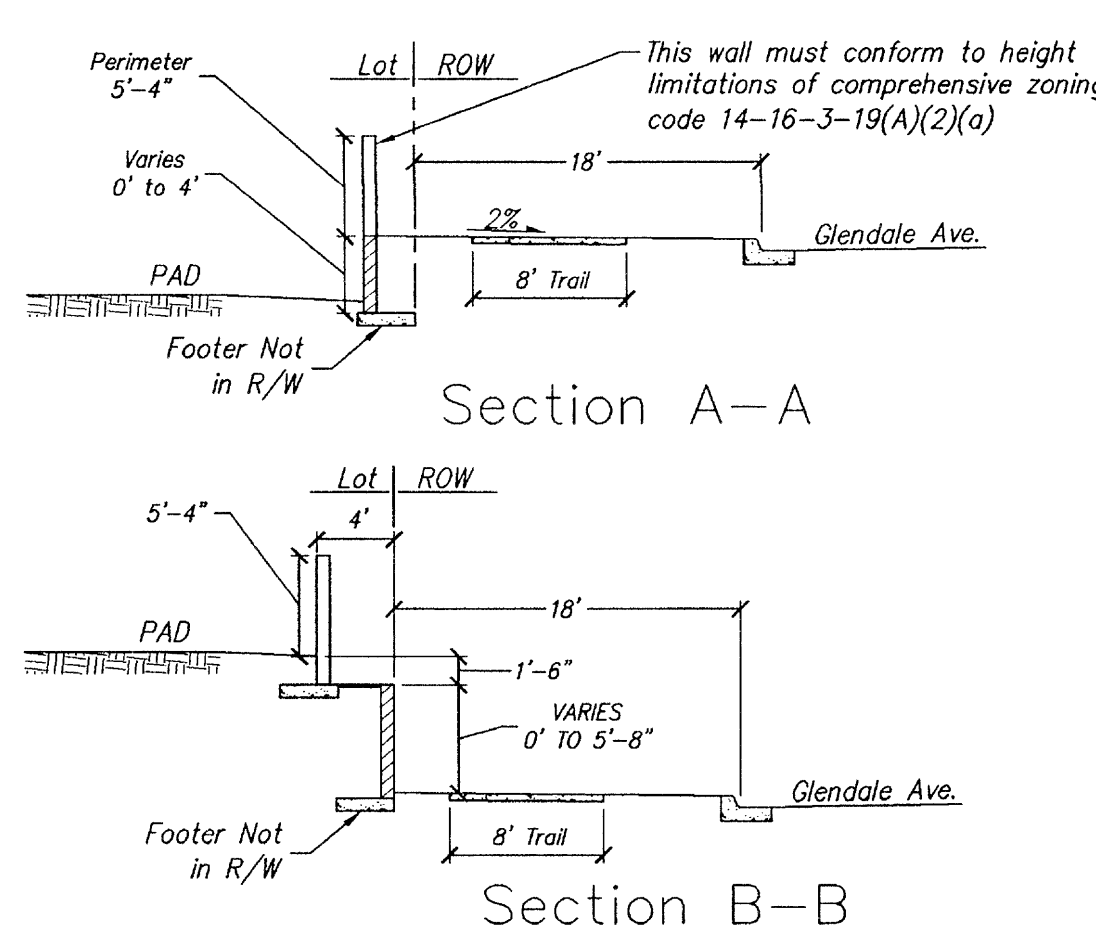 Perimeter
5'-4"
Lot ROW
This wall must conform to height
limitations of comprehensive zoning
code 14-16-3-19(A)(2)(a)
Varies
0' to 4'
18'
2%
Glendale Ave.
PAD
8' Trail
Footer Not
in R/W
Section A-A
Lot ROW
5'-4"
4'
18'
PAD
1'-6"
VARIES
0' TO 5'-8"
Glendale Ave.
8' Trail
Footer Not
in R/W
Section B-B